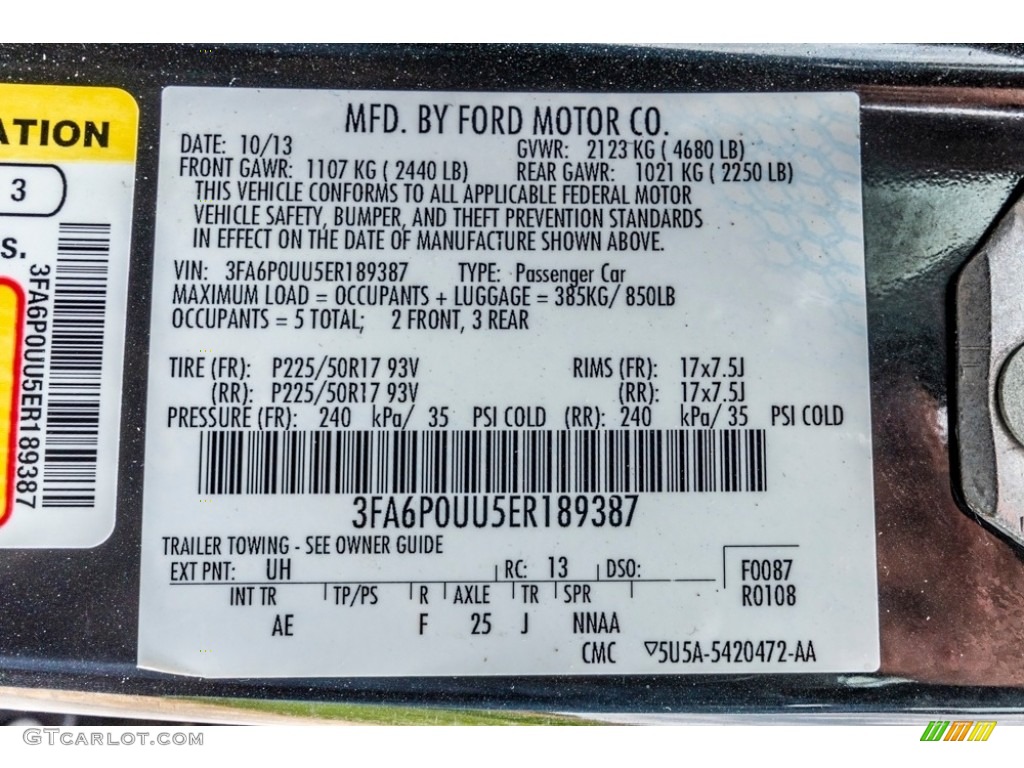 ATION
3
S.
3FA6P0UU5ER189387
MFD. BY FORD MOTOR CO.
DATE: 10/13 GVWR: 2123 KG ( 4680 LB)
FRONT GAWR: 1107 KG ( 2440 LB) REAR GAWR: 1021 KG ( 2250 LB)
THIS VEHICLE CONFORMS TO ALL APPLICABLE FEDERAL MOTOR
VEHICLE SAFETY, BUMPER, AND THEFT PREVENTION STANDARDS
IN EFFECT ON THE DATE OF MANUFACTURE SHOWN ABOVE.
VIN: 3FA6P0UU5ER189387 TYPE: Passenger Car
MAXIMUM LOAD = OCCUPANTS + LUGGAGE = 385KG/ 850LB
OCCUPANTS = 5 TOTAL; 2 FRONT, 3 REAR
TIRE (FR): P225/50R17 93V RIMS (FR): 17x7.5J
(RR): P225/50R17 93V (RR): 17x7.5J
PRESSURE (FR): 240 kPa/ 35 PSI COLD (RR): 240 kPa/ 35 PSI COLD
3FA6P0UU5ER189387
TRAILER TOWING - SEE OWNER GUIDE
EXT PNT: UH RC: 13 DSO: F0087
INT TR TP/PS R AXLE TR SPR R0108
AE F 25 J NNAA
CMC ▽5U5A-5420472-AA
GTCARLOT.COM